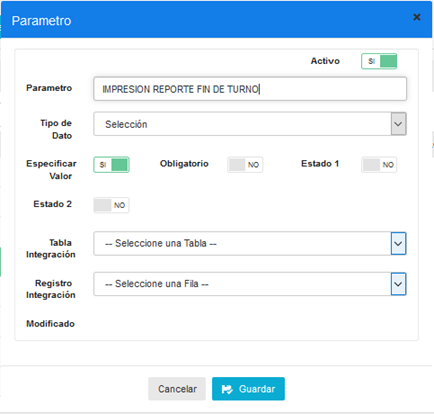 Parametro
Activo SI
Parametro IMPRESION REPORTE FIN DE TURNO
Tipo de Dato Selección
Especificar Valor SI Obligatorio NO Estado 1 NO
Estado 2 NO
Tabla Integración -- Seleccione una Tabla --
Registro Integración -- Seleccione una Fila --
Modificado
Cancelar Guardar